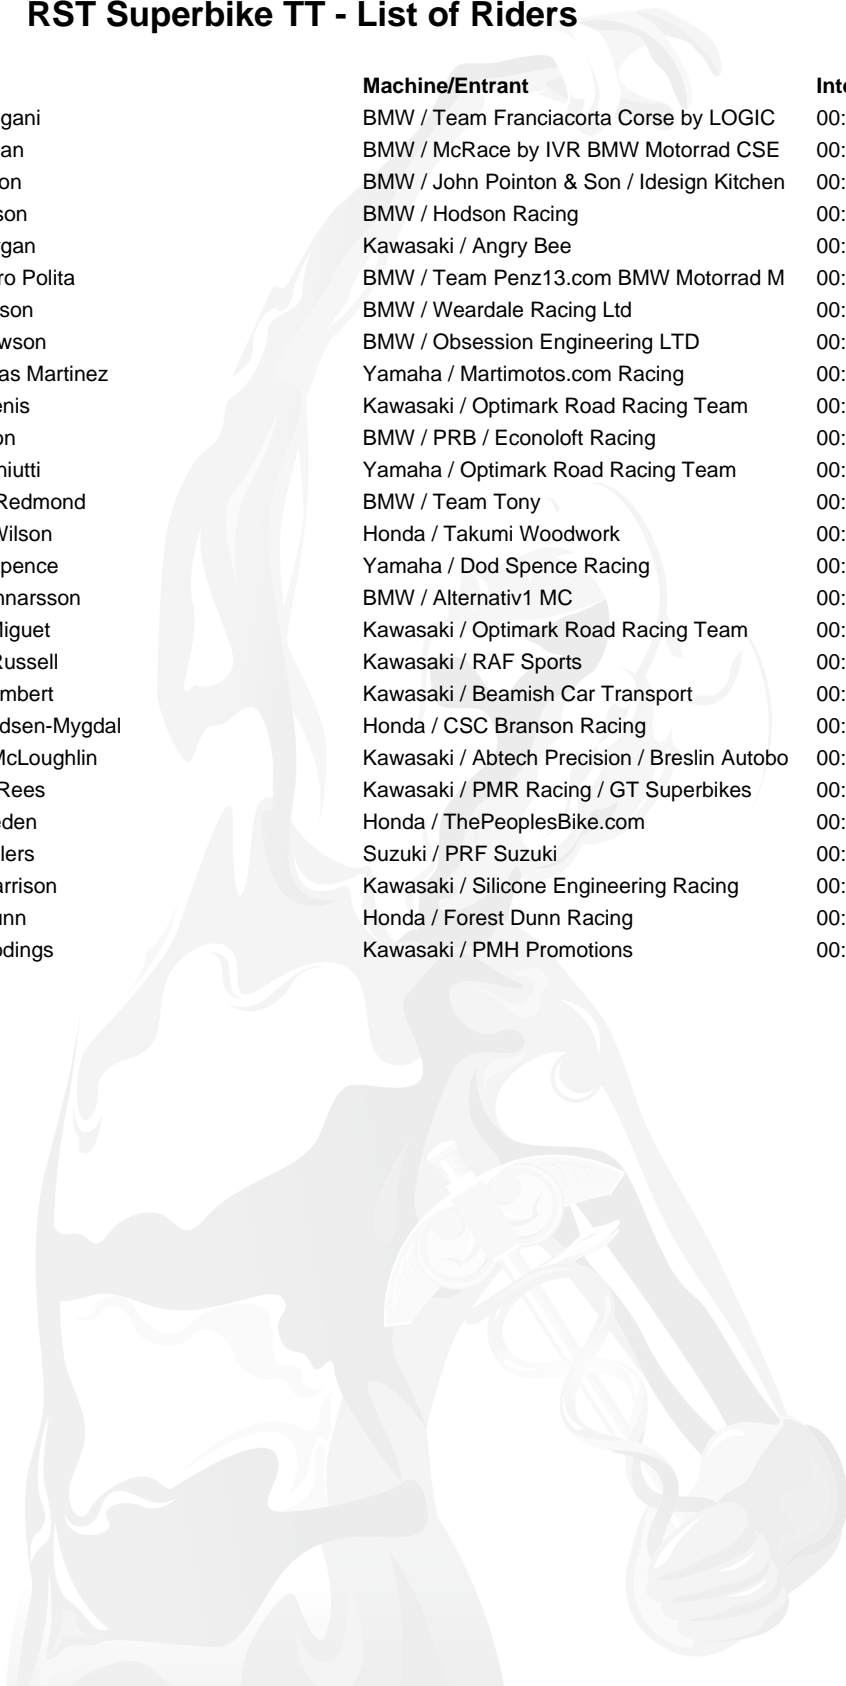 RST Superbike TT - List of Riders
Machine/Entrant Inte
gani BMW / Team Franciacorta Corse by LOGIC 00:
an BMW / McRace by IVR BMW Motorrad CSE 00:
on BMW / John Pointon & Son / Idesign Kitchen 00:
son BMW / Hodson Racing 00:
rgan Kawasaki / Angry Bee 00:
ro Polita BMW / Team Penz13.com BMW Motorrad M 00:
son BMW / Weardale Racing Ltd 00:
wson BMW / Obsession Engineering LTD 00:
as Martinez Yamaha / Martimotos.com Racing 00:
enis Kawasaki / Optimark Road Racing Team 00:
on BMW / PRB / Econoloft Racing 00:
niutti Yamaha / Optimark Road Racing Team 00:
Redmond BMW / Team Tony 00:
Wilson Honda / Takumi Woodwork 00:
pence Yamaha / Dod Spence Racing 00:
nnarsson BMW / Alternativ1 MC 00:
Miguet Kawasaki / Optimark Road Racing Team 00:
Russell Kawasaki / RAF Sports 00:
mbert Kawasaki / Beamish Car Transport 00:
dsen-Mygdal Honda / CSC Branson Racing 00:
McLoughlin Kawasaki / Abtech Precision / Breslin Autobo 00:
Rees Kawasaki / PMR Racing / GT Superbikes 00:
eden Honda / ThePeoplesBike.com 00:
lers Suzuki / PRF Suzuki 00:
arrison Kawasaki / Silicone Engineering Racing 00:
unn Honda / Forest Dunn Racing 00:
odings Kawasaki / PMH Promotions 00: